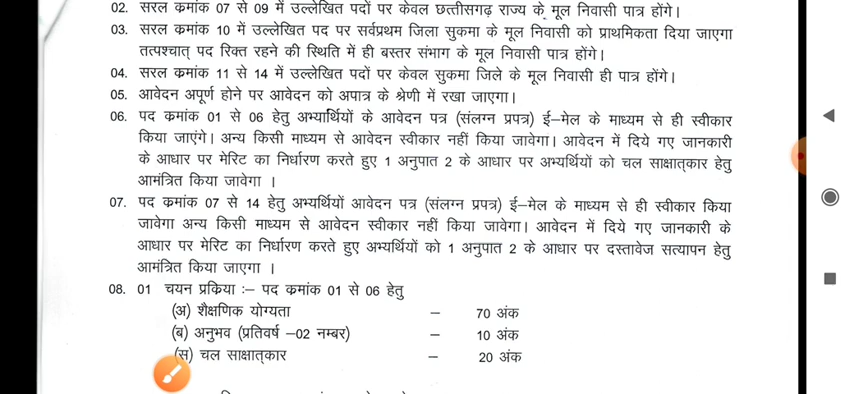 02. सरल क्रमांक 07 से 09 में उल्लेखित पदों पर केवल छत्तीसगढ़ राज्य के मूल निवासी पात्र होंगे।
03. सरल क्रमांक 10 में उल्लेखित पद पर सर्वप्रथम जिला सुकमा के मूल निवासी को प्राथमिकता दिया जाएगा
तत्पश्चात् पद रिक्त रहने की स्थिति में ही बस्तर संभाग के मूल निवासी पात्र होंगे।
04. सरल क्रमांक 11 से 14 में उल्लेखित पदों पर केवल सुकमा जिले के मूल निवासी ही पात्र होंगे।
05. आवेदन अपूर्ण होने पर आवेदन को अपात्र के श्रेणी में रखा जाएगा।
06. पद क्रमांक 01 से 06 हेतु अभ्यार्थियों के आवेदन पत्र (संलग्न प्रपत्र) ई–मेल के माध्यम से ही स्वीकार
किया जाएंगे। अन्य किसी माध्यम से आवेदन स्वीकार नहीं किया जावेगा। आवेदन में दिये गए जानकारी
के आधार पर मेरिट का निर्धारण करते हुए 1 अनुपात 2 के आधार पर अभ्यर्थियों को चल साक्षात्कार हेतु
आमंत्रित किया जावेगा ।
07. पद क्रमांक 07 से 14 हेतु अभ्यर्थियों आवेदन पत्र (संलग्न प्रपत्र) ई–मेल के माध्यम से ही स्वीकार किया
जावेगा अन्य किसी माध्यम से आवेदन स्वीकार नहीं किया जावेगा। आवेदन में दिये गए जानकारी के
आधार पर मेरिट का निर्धारण करते हुए अभ्यर्थियों को 1 अनुपात 2 के आधार पर दस्तावेज सत्यापन हेतु
आमंत्रित किया जाएगा ।
08. 01 चयन प्रक्रिया :– पद क्रमांक 01 से 06 हेतु
(अ) शैक्षणिक योग्यता – 70 अंक
(ब) अनुभव (प्रतिवर्ष –02 नम्बर) – 10 अंक
(स) चल साक्षात्कार – 20 अंक